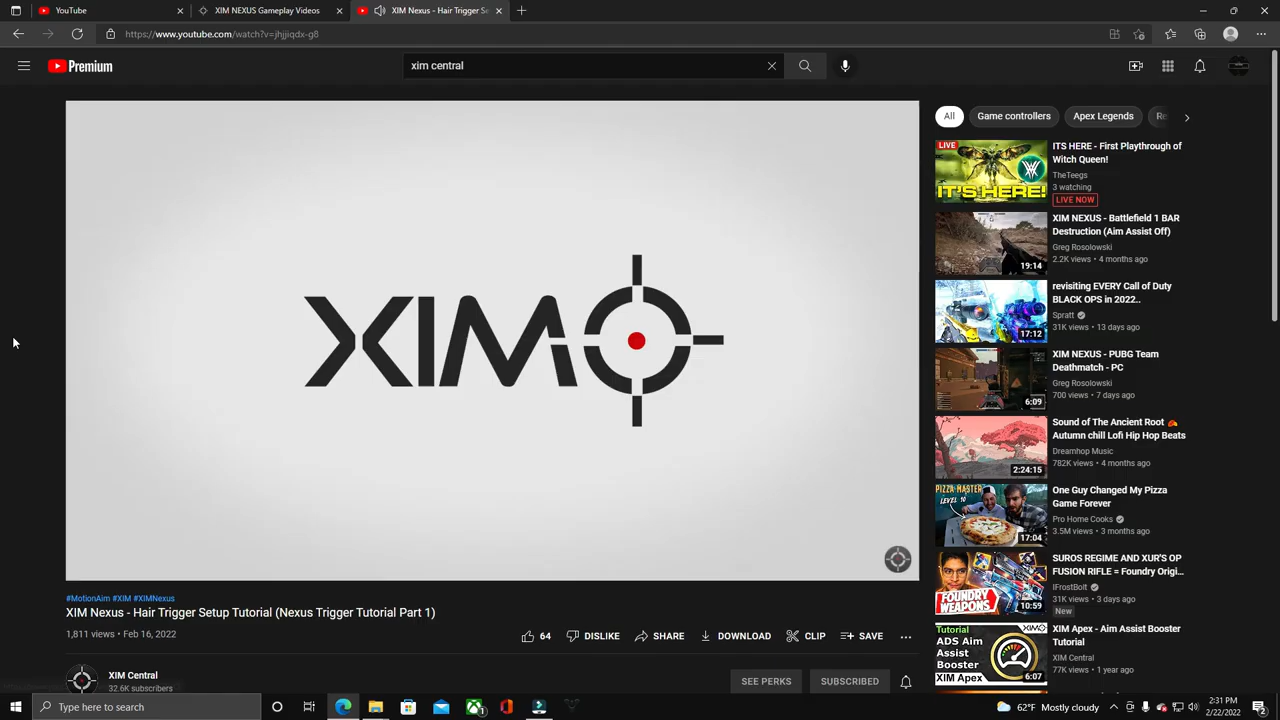 YouTube
XIM NEXUS Gameplay Videos
XIM Nexus - Hair Trigger Se
https://www.youtube.com/watch?v=jhjjiqdx-g8
Premium
xim central
XIM
All
Game controllers
Apex Legends
Re
LIVE
IT'S HERE!
ITS HERE - First Playthrough of
Witch Queen!
TheTeegs
3 watching
LIVE NOW
19:14
XIM NEXUS - Battlefield 1 BAR
Destruction (Aim Assist Off)
Greg Rosolowski
2.2K views • 4 months ago
17:12
revisiting EVERY Call of Duty
BLACK OPS in 2022..
Spratt
31K views • 13 days ago
6:09
XIM NEXUS - PUBG Team
Deathmatch - PC
Greg Rosolowski
700 views • 7 days ago
2:24:15
Sound of The Ancient Root 🍂
Autumn chill Lofi Hip Hop Beats
Dreamhop Music
782K views • 4 months ago
PIZZA MASTER
LEVEL 10
17:04
One Guy Changed My Pizza
Game Forever
Pro Home Cooks
3.5M views • 3 months ago
FOUNDRY
WEAPONS
10:59
SUROS REGIME AND XUR'S OP
FUSION RIFLE = Foundry Origi...
IFrostBolt
31K views • 3 days ago
New
Tutorial
XIM
ADS Aim
Assist
Booster
XIM Apex
6:07
XIM Apex - Aim Assist Booster
Tutorial
XIM Central
77K views • 1 year ago
#MotionAim #XIM #XIMNexus
XIM Nexus - Hair Trigger Setup Tutorial (Nexus Trigger Tutorial Part 1)
1,811 views • Feb 16, 2022
64
DISLIKE
SHARE
DOWNLOAD
CLIP
SAVE
XIM Central
32.6K subscribers
SEE PERKS
SUBSCRIBED
Type here to search
62°F Mostly cloudy
2:31 PM
2/22/2022
2